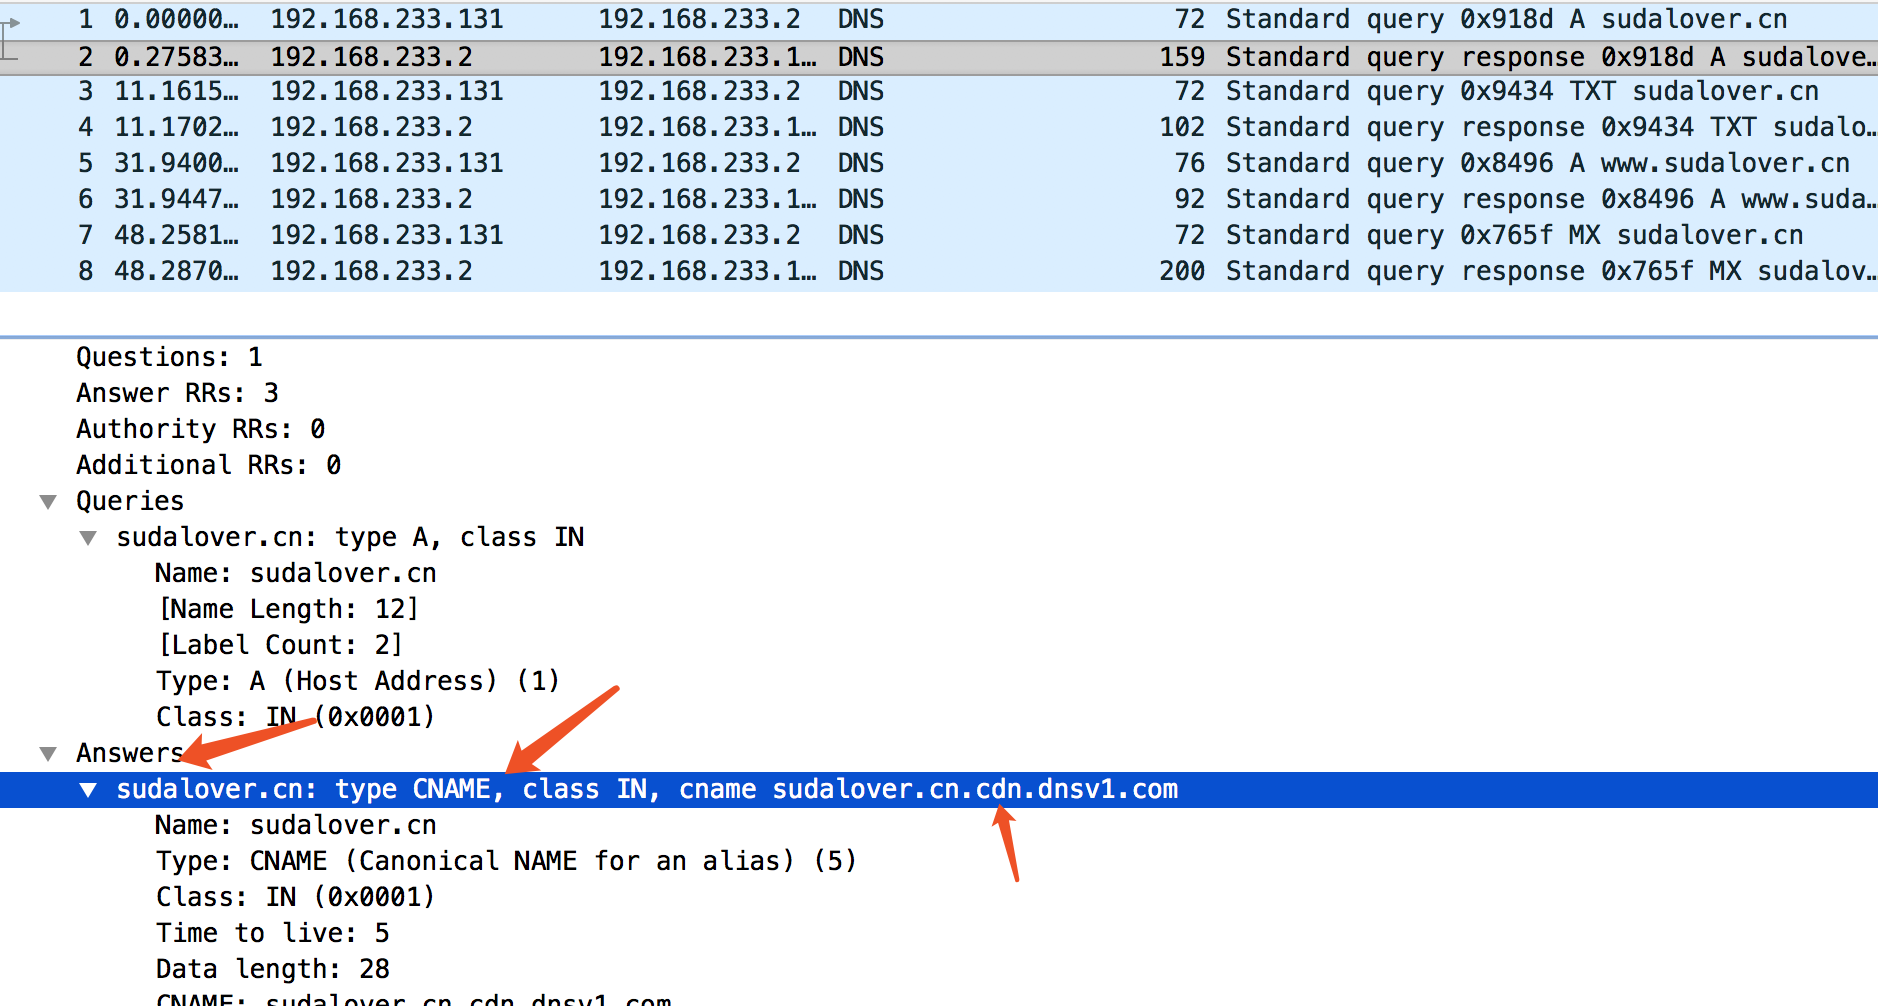 1 0.00000… 192.168.233.131 192.168.233.2 DNS 72 Standard query 0x918d A sudalover.cn
2 0.27583… 192.168.233.2 192.168.233.1… DNS 159 Standard query response 0x918d A sudalove…
3 11.1615… 192.168.233.131 192.168.233.2 DNS 72 Standard query 0x9434 TXT sudalover.cn
4 11.1702… 192.168.233.2 192.168.233.1… DNS 102 Standard query response 0x9434 TXT sudalo…
5 31.9400… 192.168.233.131 192.168.233.2 DNS 76 Standard query 0x8496 A www.sudalover.cn
6 31.9447… 192.168.233.2 192.168.233.1… DNS 92 Standard query response 0x8496 A www.suda…
7 48.2581… 192.168.233.131 192.168.233.2 DNS 72 Standard query 0x765f MX sudalover.cn
8 48.2870… 192.168.233.2 192.168.233.1… DNS 200 Standard query response 0x765f MX sudalov…
Questions: 1
Answer RRs: 3
Authority RRs: 0
Additional RRs: 0
Queries
sudalover.cn: type A, class IN
Name: sudalover.cn
[Name Length: 12]
[Label Count: 2]
Type: A (Host Address) (1)
Class: IN (0x0001)
Answers
sudalover.cn: type CNAME, class IN, cname sudalover.cn.cdn.dnsv1.com
Name: sudalover.cn
Type: CNAME (Canonical NAME for an alias) (5)
Class: IN (0x0001)
Time to live: 5
Data length: 28
CNAME: sudalover.cn.cdn.dnsv1.com